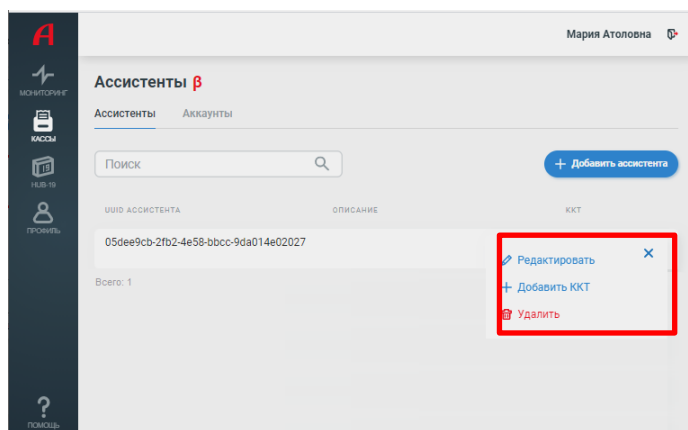 А
Мария Атоловна
МОНИТОРИНГ
Ассистенты β
Ассистенты Аккаунты
КАССЫ
Поиск
+ Добавить ассистента
19
HUB-19
UUID АССИСТЕНТА ОПИСАНИЕ ККТ
ПРОФИЛЬ
05dee9cb-2fb2-4e58-bbcc-9da014e02027
Редактировать ×
Всего: 1
+ Добавить ККТ
Удалить
?
ПОМОЩЬ